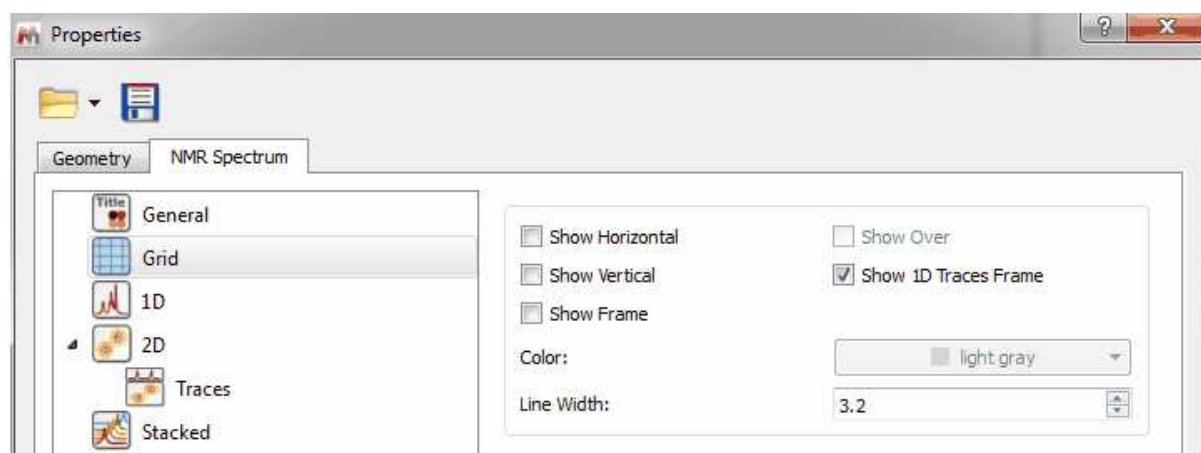 Properties
Geometry NMR Spectrum
Title
General
Grid
1D
2D
Traces
Stacked
Show Horizontal Show Over
Show Vertical Show 1D Traces Frame
Show Frame
Color: light gray
Line Width: 3.2